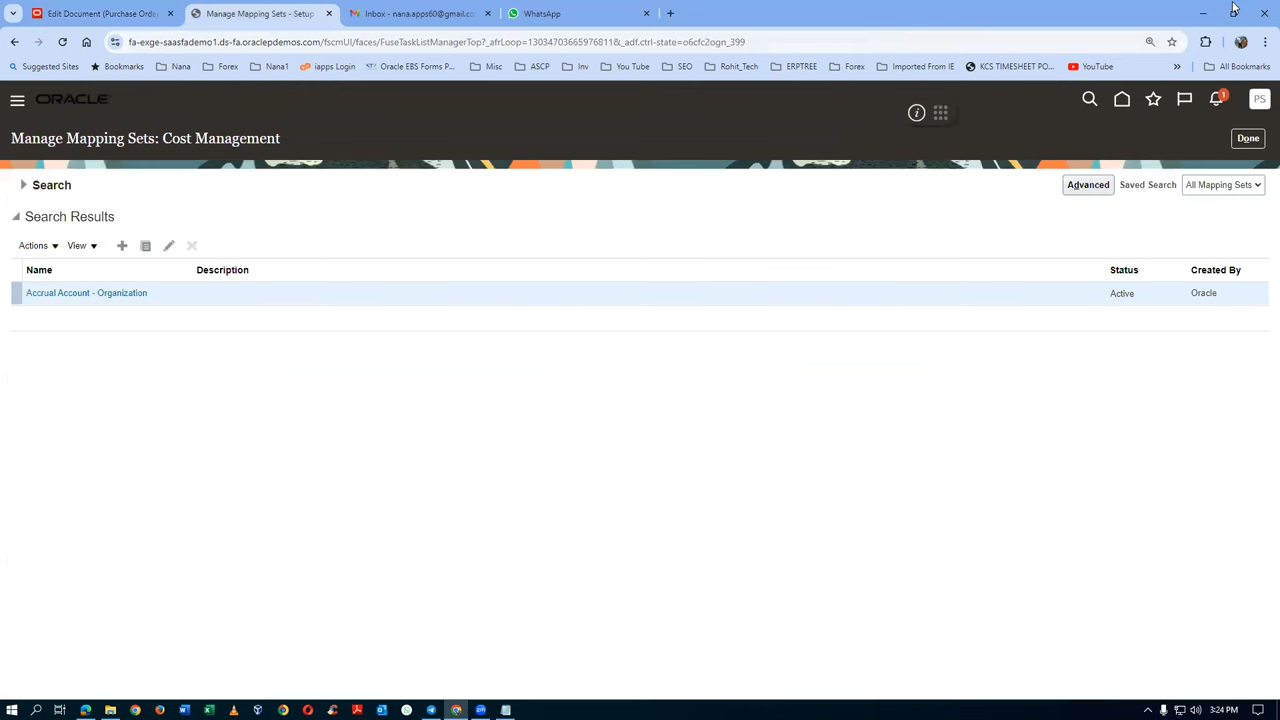 Edit Document (Purchase Orde
Manage Mapping Sets - Setup
Inbox - nana.apps60@gmail.co
WhatsApp
fa-exge-saasfademo1.ds-fa.oraclepdemos.com/fscmUI/faces/FuseTaskListManagerTop?_afrLoop=13034703665976811&_adf.ctrl-state=o6cfc2ogn_399
Suggested Sites
Bookmarks
Nana
Forex
Nana1
iapps Login
Oracle EBS Forms P...
Misc
ASCP
Inv
You Tube
SEO
Rohi_Tech
ERPTREE
Forex
Imported From IE
KCS TIMESHEET PO...
YouTube
All Bookmarks
ORACLE
1
PS
Manage Mapping Sets: Cost Management
Done
Search
Advanced
Saved Search
All Mapping Sets
Search Results
Actions
View
Name
Description
Status
Created By
Accrual Account - Organization
Active
Oracle
3:24 PM